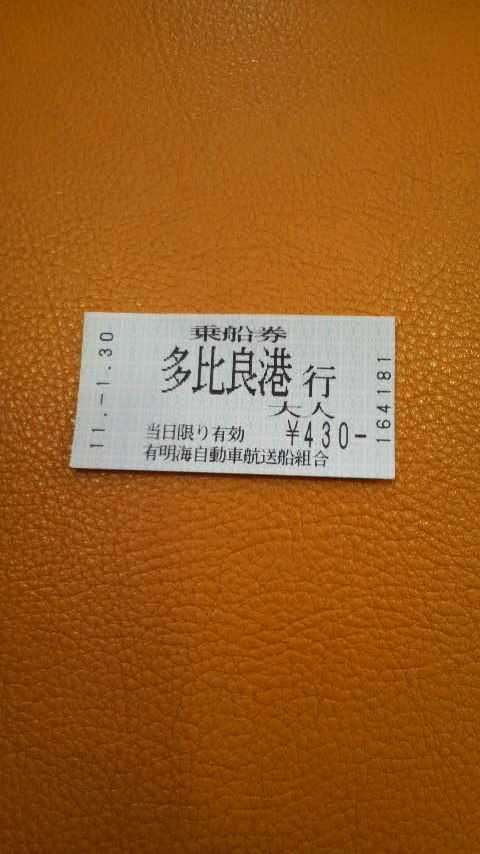 乗船券
多比良港 行
大人
当日限り有効 ¥430-
有明海自動車航送船組合
11.-1.30
164181